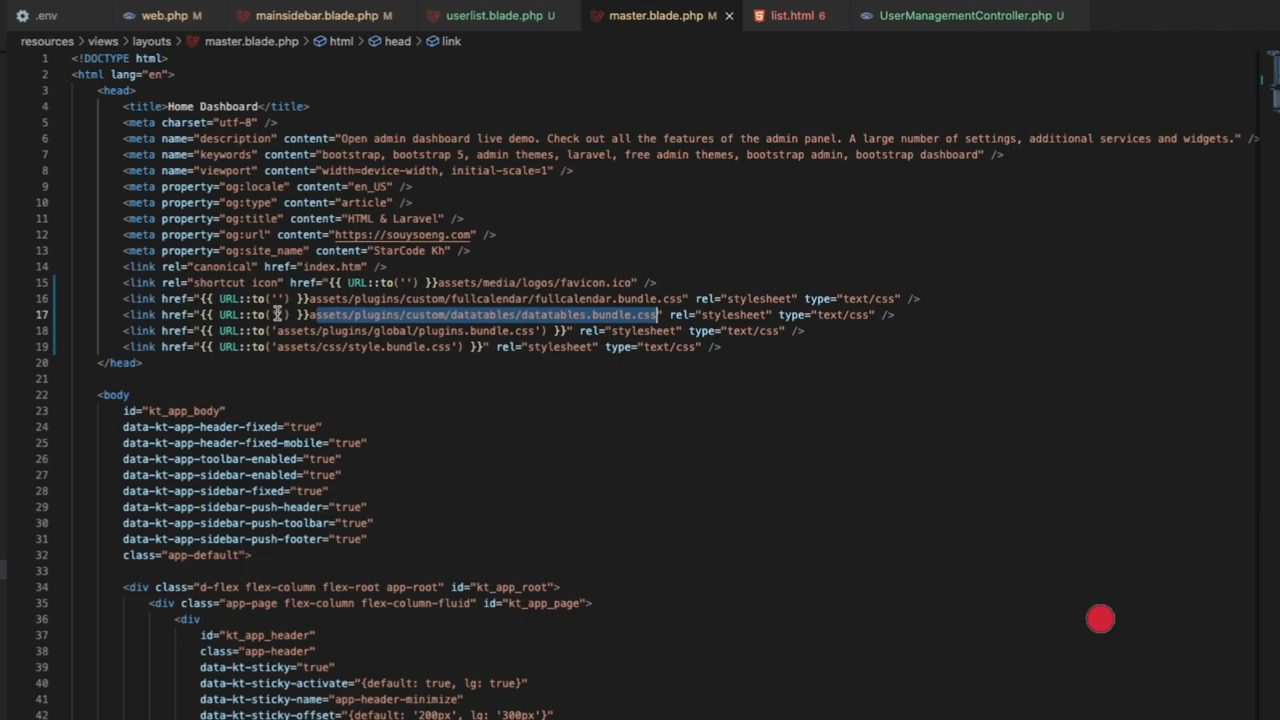 .env web.php M mainsidebar.blade.php M userlist.blade.php U master.blade.php M × list.html 6 UserManagementController.php U
resources > views > layouts > master.blade.php > html > head > link
1 <!DOCTYPE html>
2 <html lang="en">
3 <head>
4 <title>Home Dashboard</title>
5 <meta charset="utf-8" />
6 <meta name="description" content="Open admin dashboard live demo. Check out all the features of the admin panel. A large number of settings, additional services and widgets." />
7 <meta name="keywords" content="bootstrap, bootstrap 5, admin themes, laravel, free admin themes, bootstrap admin, bootstrap dashboard" />
8 <meta name="viewport" content="width=device-width, initial-scale=1" />
9 <meta property="og:locale" content="en_US" />
10 <meta property="og:type" content="article" />
11 <meta property="og:title" content="HTML & Laravel" />
12 <meta property="og:url" content="https://souysoeng.com" />
13 <meta property="og:site_name" content="StarCode Kh" />
14 <link rel="canonical" href="index.htm" />
15 <link rel="shortcut icon" href="{{ URL::to('') }}assets/media/logos/favicon.ico" />
16 <link href="{{ URL::to('') }}assets/plugins/custom/fullcalendar/fullcalendar.bundle.css" rel="stylesheet" type="text/css" />
17 <link href="{{ URL::to('') }}assets/plugins/custom/datatables/datatables.bundle.css" rel="stylesheet" type="text/css" />
18 <link href="{{ URL::to('assets/plugins/global/plugins.bundle.css') }}" rel="stylesheet" type="text/css" />
19 <link href="{{ URL::to('assets/css/style.bundle.css') }}" rel="stylesheet" type="text/css" />
20 </head>
21
22 <body
23 id="kt_app_body"
24 data-kt-app-header-fixed="true"
25 data-kt-app-header-fixed-mobile="true"
26 data-kt-app-toolbar-enabled="true"
27 data-kt-app-sidebar-enabled="true"
28 data-kt-app-sidebar-fixed="true"
29 data-kt-app-sidebar-push-header="true"
30 data-kt-app-sidebar-push-toolbar="true"
31 data-kt-app-sidebar-push-footer="true"
32 class="app-default">
33
34 <div class="d-flex flex-column flex-root app-root" id="kt_app_root">
35 <div class="app-page flex-column flex-column-fluid" id="kt_app_page">
36 <div
37 id="kt_app_header"
38 class="app-header"
39 data-kt-sticky="true"
40 data-kt-sticky-activate="{default: true, lg: true}"
41 data-kt-sticky-name="app-header-minimize"
42 data-kt-sticky-offset="{default: '200px', lg: '300px'}"